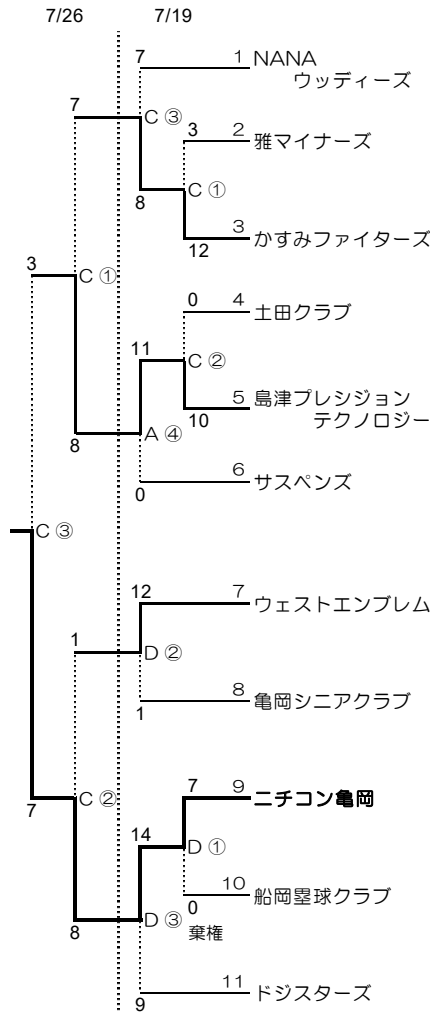 7/26 7/19
7 1 NANA
ウッディーズ
7 C ③
3 2 雅マイナーズ
8 C ①
12 3 かすみファイターズ
3 C ①
0 4 土田クラブ
11 C ②
10 5 島津プレシジョン
テクノロジー
8 A ④
0 6 サスペンズ
C ③
12 7 ウェストエンブレム
1 D ②
1 8 亀岡シニアクラブ
7 9 ニチコン亀岡
7 C ②
14 D ①
0 10 船岡塁球クラブ
棄権
8 D ③
9 11 ドジスターズ